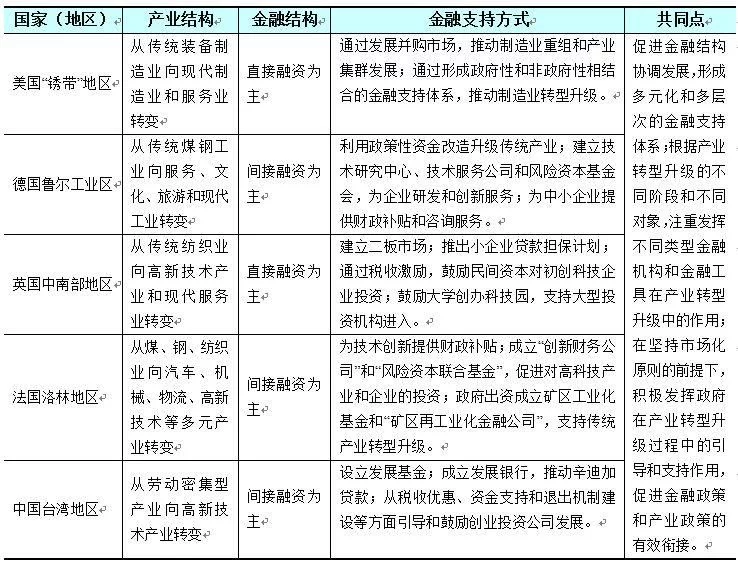 国家（地区）
产业结构
金融结构
金融支持方式
共同点
美国“锈带”地区
从传统装备制
造业向现代制
造业和服务业
转变
直接融资为
主
通过发展并购市场，推动制造业重组和产业
集群发展；通过形成政府性和非政府性相结
合的金融支持体系，推动制造业转型升级。
德国鲁尔工业区
从传统煤钢工
业向服务、文
化、旅游和现代
工业转变
间接融资为
主
利用政策性资金改造升级传统产业；建立技
术研究中心、技术服务公司和风险资本基金
会，为企业研发和创新服务；为中小企业提
供财政补贴和咨询服务。
英国中南部地区
从传统纺织业
向高新技术产
业和现代服务
业转变
直接融资为
主
建立二板市场；推出小企业贷款担保计划；
通过税收激励，鼓励民间资本对初创科技企
业投资；鼓励大学创办科技园，支持大型投
资机构进入。
法国洛林地区
从煤、钢、纺织
业向汽车、机
械、物流、高新
技术等多元产
业转变
间接融资为
主
为技术创新提供财政补贴；成立“创新财务公
司”和“风险资本联合基金”，促进对高科技产
业和企业的投资；政府出资成立矿区工业化
基金和“矿区再工业化金融公司”，支持传统
产业转型升级。
中国台湾地区
从劳动密集型
产业向高新技
术产业转变
间接融资为
主
设立发展基金；成立发展银行，推动辛迪加
贷款；从税收优惠、资金支持和退出机制建
设等方面引导和鼓励创业投资公司发展。
促进金融结构
协调发展，形成
多元化和多层
次的金融支持
体系；根据产业
转型升级的不
同阶段和不同
对象，注重发挥
不同类型金融
机构和金融工
具在产业转型
升级中的作用；
在坚持市场化
原则的前提下，
积极发挥政府
在产业转型升
级过程中的引
导和支持作用，
促进金融政策
和产业政策的
有效衔接。